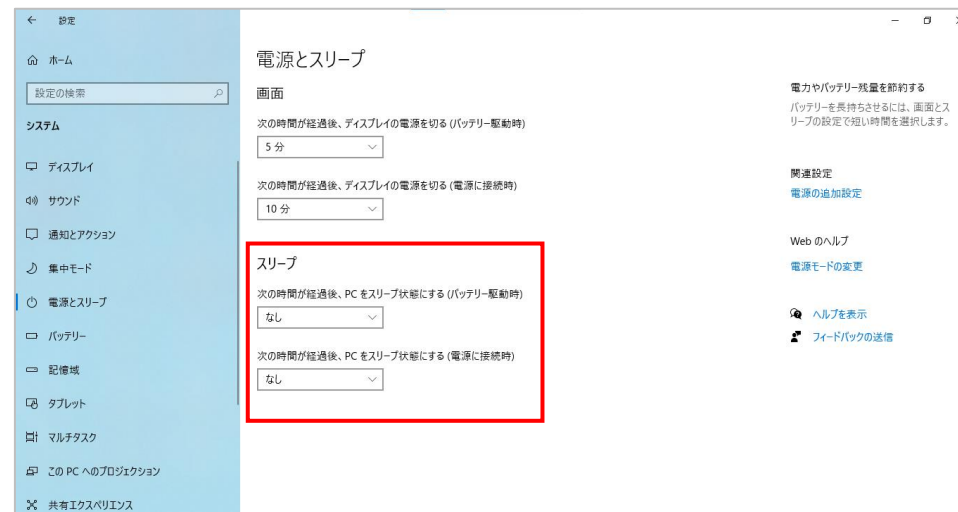 設定
ホーム
設定の検索
システム
ディスプレイ
サウンド
通知とアクション
集中モード
電源とスリープ
バッテリー
記憶域
タブレット
マルチタスク
この PC へのプロジェクション
共有エクスペリエンス
電源とスリープ
画面
次の時間が経過後、ディスプレイの電源を切る (バッテリー駆動時)
5 分
次の時間が経過後、ディスプレイの電源を切る (電源に接続時)
10 分
スリープ
次の時間が経過後、PC をスリープ状態にする (バッテリー駆動時)
なし
次の時間が経過後、PC をスリープ状態にする (電源に接続時)
なし
電力やバッテリー残量を節約する
バッテリーを長持ちさせるには、画面とス
リープの設定で短い時間を選択します。
関連設定
電源の追加設定
Web のヘルプ
電源モードの変更
ヘルプを表示
フィードバックの送信